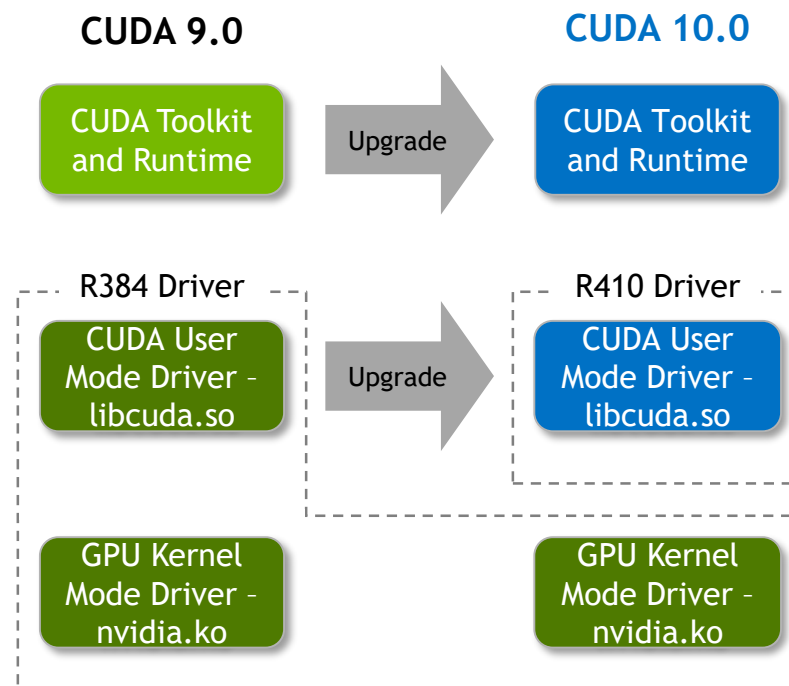 CUDA 9.0
CUDA 10.0
CUDA Toolkit
and Runtime
Upgrade
CUDA Toolkit
and Runtime
R384 Driver
R410 Driver
CUDA User
Mode Driver –
libcuda.so
Upgrade
CUDA User
Mode Driver –
libcuda.so
GPU Kernel
Mode Driver –
nvidia.ko
GPU Kernel
Mode Driver –
nvidia.ko